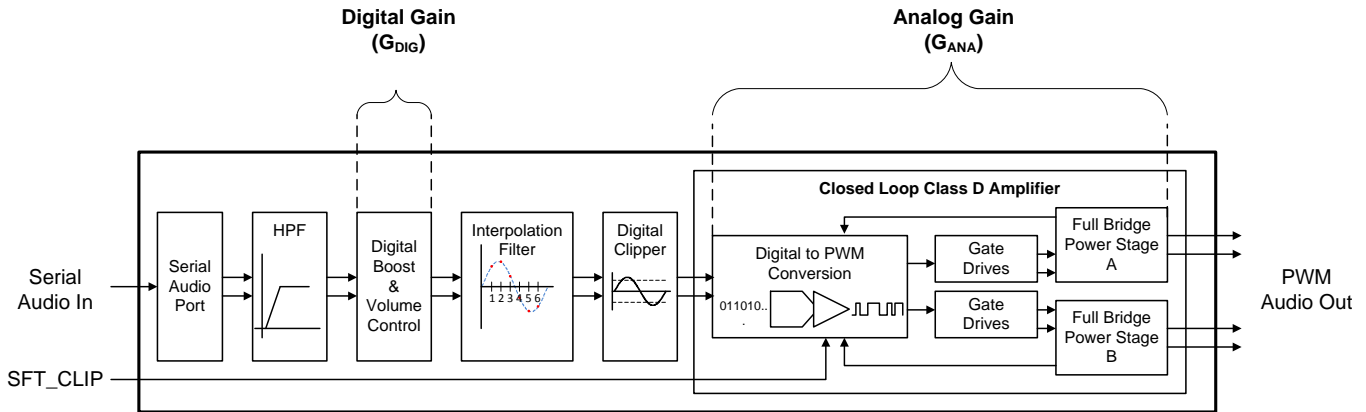 Digital Gain
(GDIG)
Analog Gain
(GANA)
Closed Loop Class D Amplifier
Serial
Audio In
Serial
Audio
Port
HPF
Digital
Boost
&
Volume
Control
Interpolation
Filter
1 2 3 4 5 6
Digital
Clipper
Digital to PWM
Conversion
011010..
.
Gate
Drives
Gate
Drives
Full Bridge
Power Stage
A
Full Bridge
Power Stage
B
PWM
Audio Out
SFT_CLIP